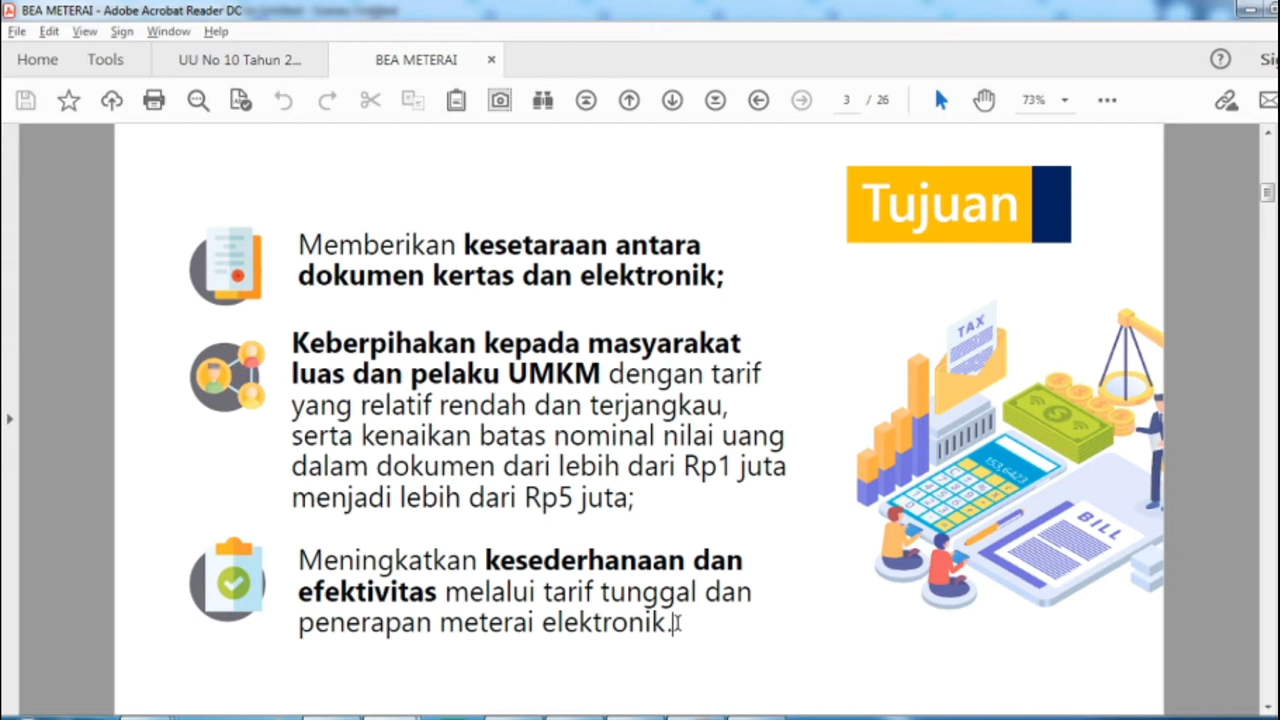 BEA METERAI - Adobe Acrobat Reader DC
File Edit View Sign Window Help
Home Tools UU No 10 Tahun 2... BEA METERAI
3 / 26 73%
Tujuan
Memberikan kesetaraan antara
dokumen kertas dan elektronik;
Keberpihakan kepada masyarakat
luas dan pelaku UMKM dengan tarif
yang relatif rendah dan terjangkau,
serta kenaikan batas nominal nilai uang
dalam dokumen dari lebih dari Rp1 juta
menjadi lebih dari Rp5 juta;
Meningkatkan kesederhanaan dan
efektivitas melalui tarif tunggal dan
penerapan meterai elektronik.
TAX
153,6423
BILL